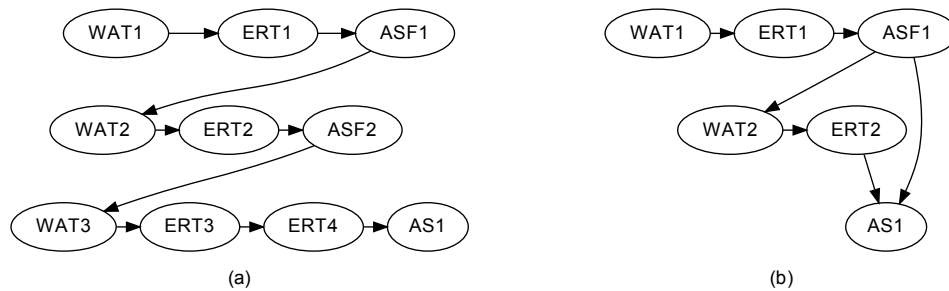 WAT1 ERT1 ASF1 WAT1 ERT1 ASF1
WAT2 ERT2 ASF2 WAT2 ERT2
WAT3 ERT3 ERT4 AS1 AS1
(a) (b)